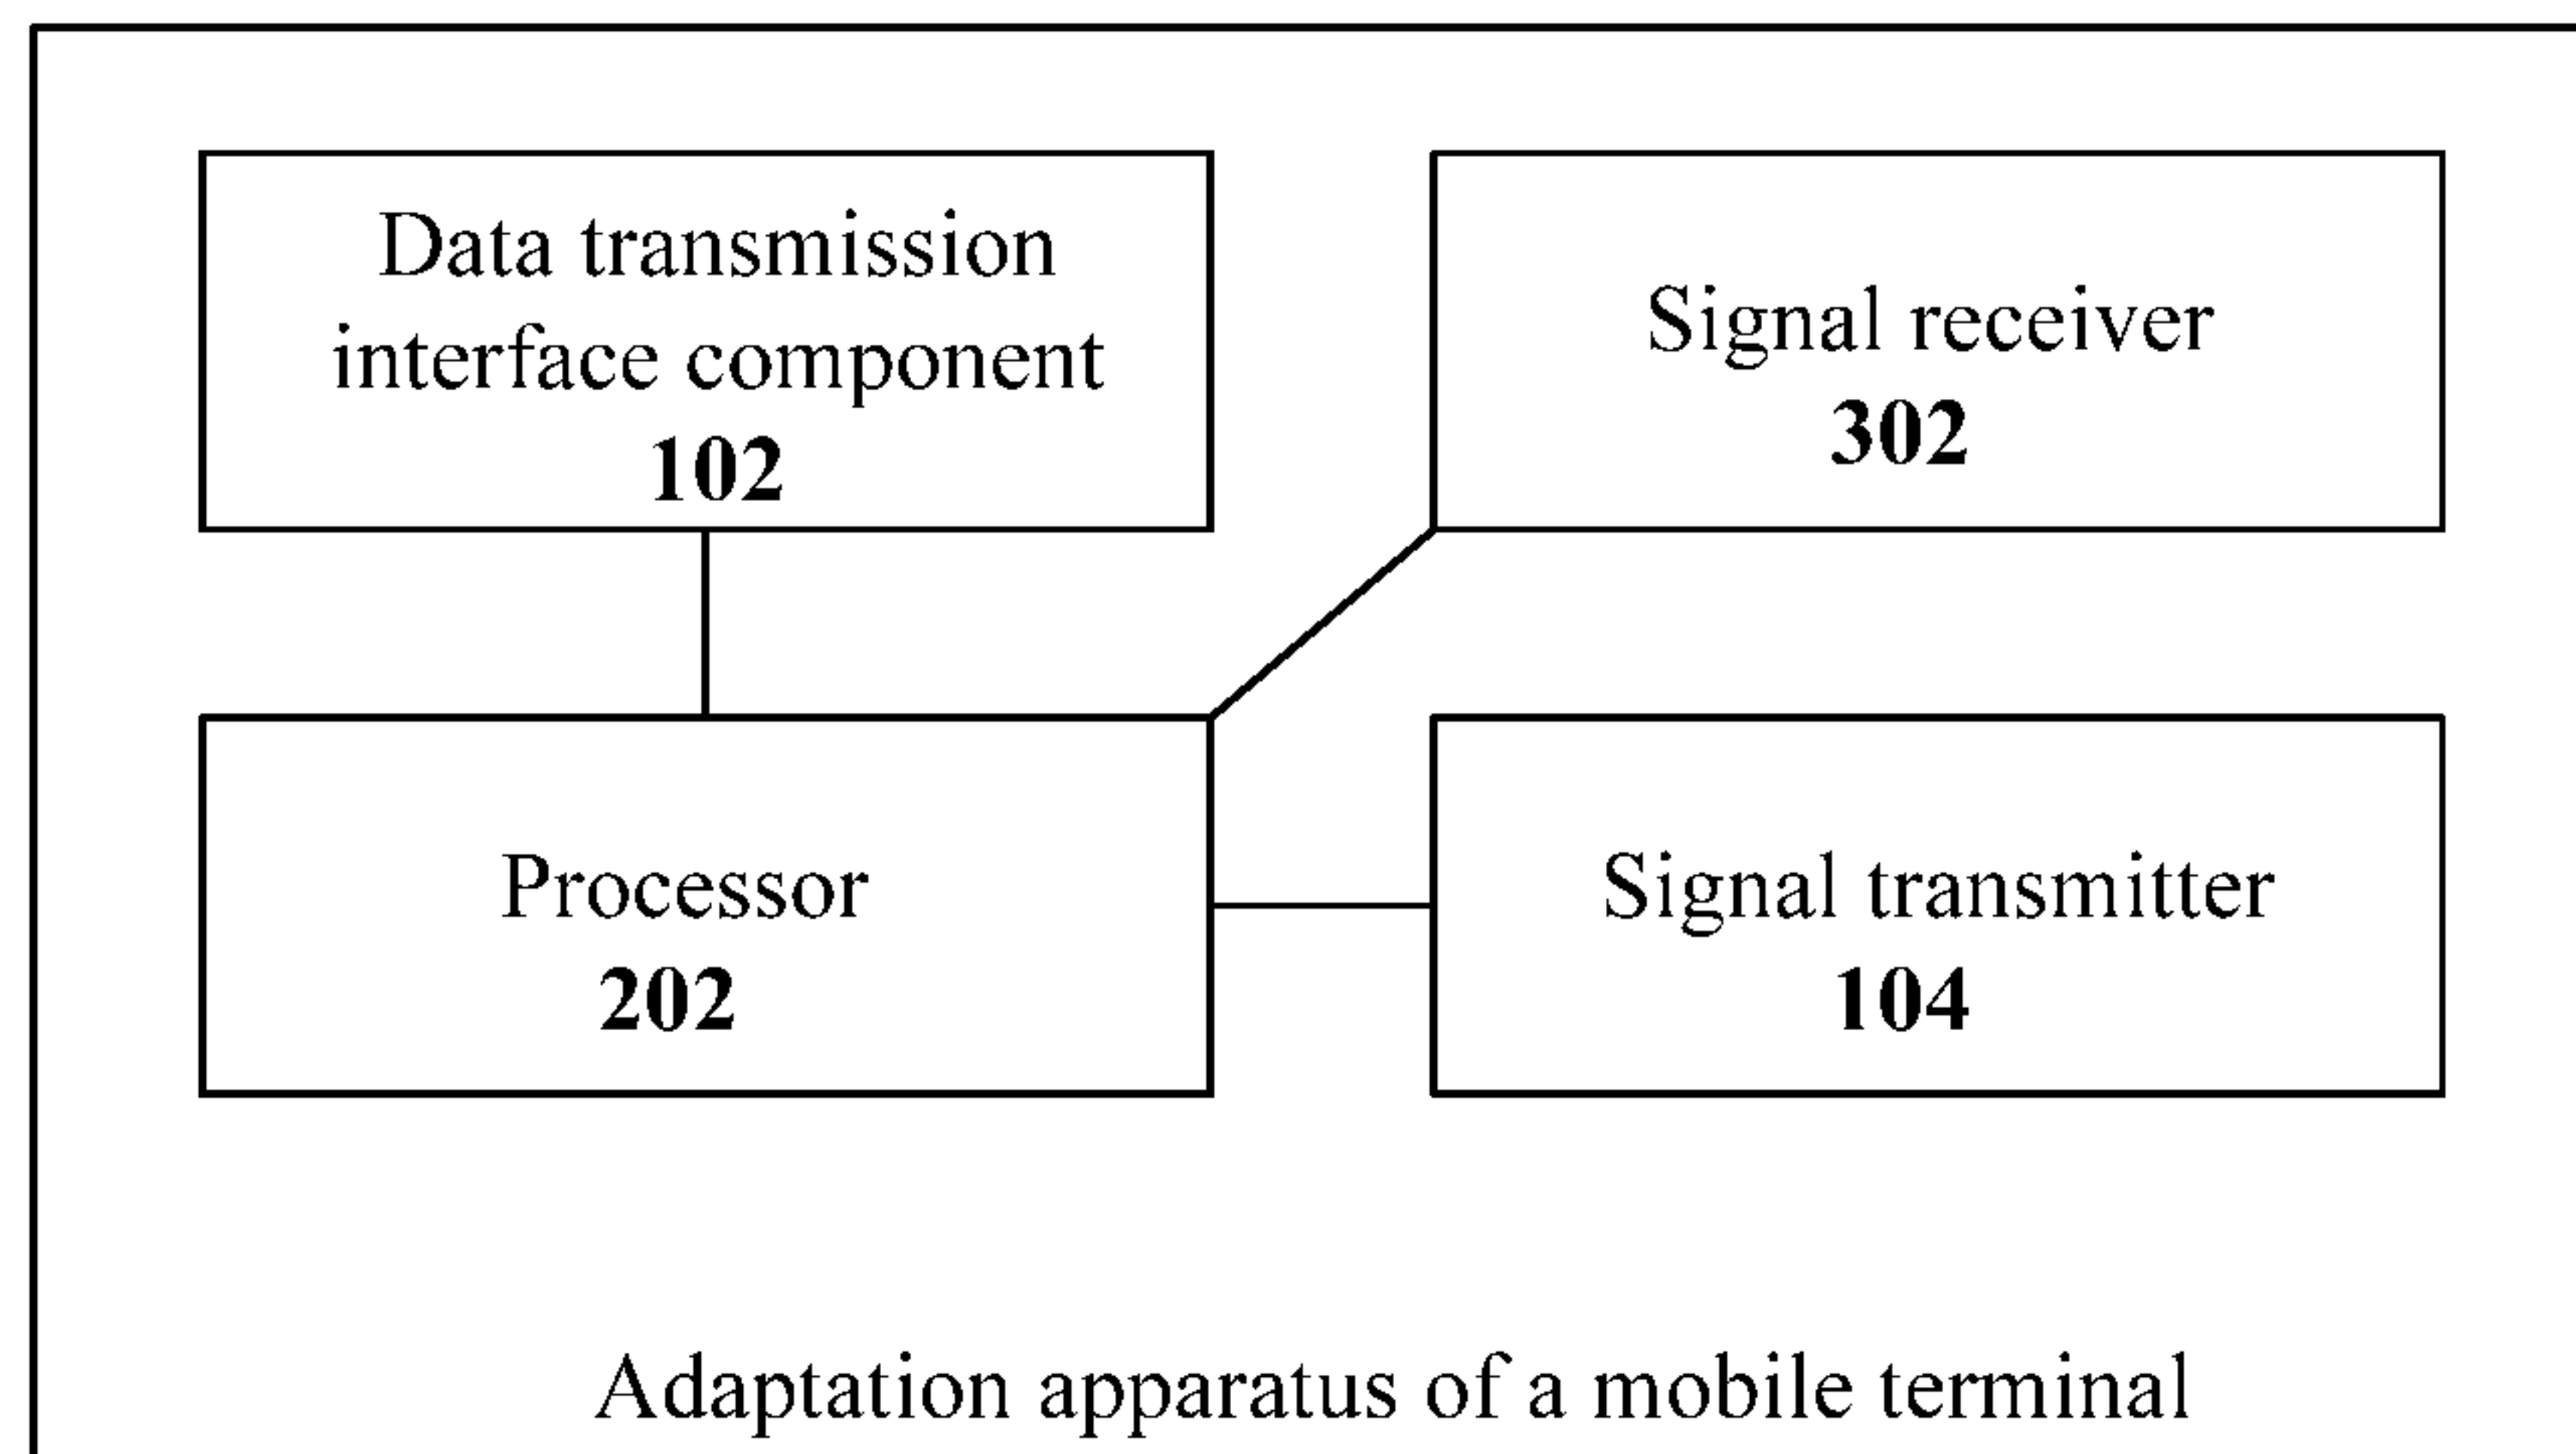 Data transmission
interface component
102
Signal receiver
302
Processor
202
Signal transmitter
104
Adaptation apparatus of a mobile terminal